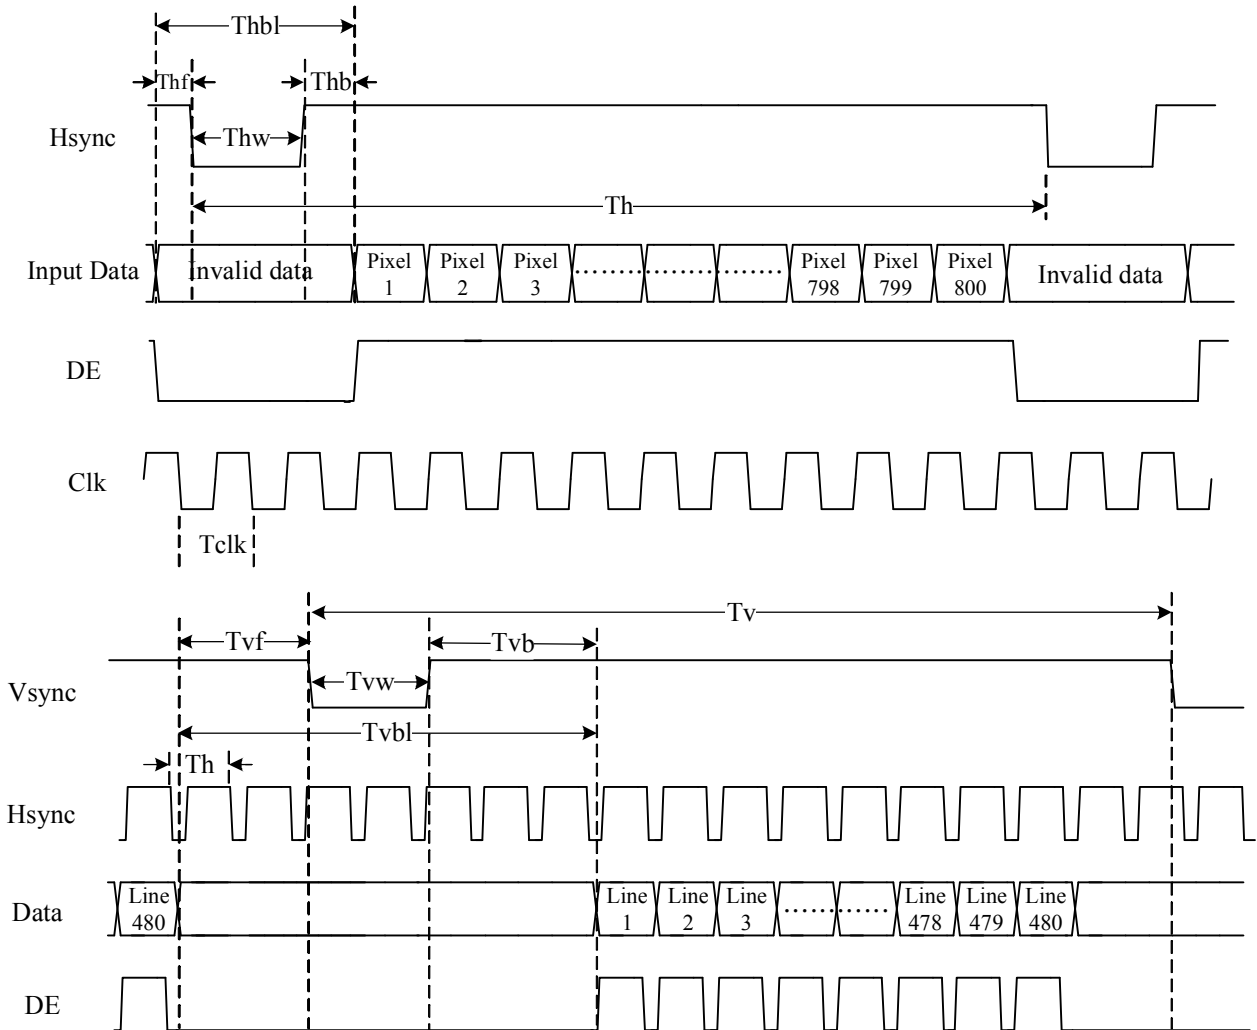 Thbl
Thf
Thb
Hsync
Thw
Th
Input Data
Invalid data
Pixel
1
Pixel
2
Pixel
3
Pixel
798
Pixel
799
Pixel
800
Invalid data
DE
Clk
Tclk
Tv
Tvf
Tvb
Vsync
Tvw
Tvbl
Th
Hsync
Data
Line
480
Line
1
Line
2
Line
3
Line
478
Line
479
Line
480
DE